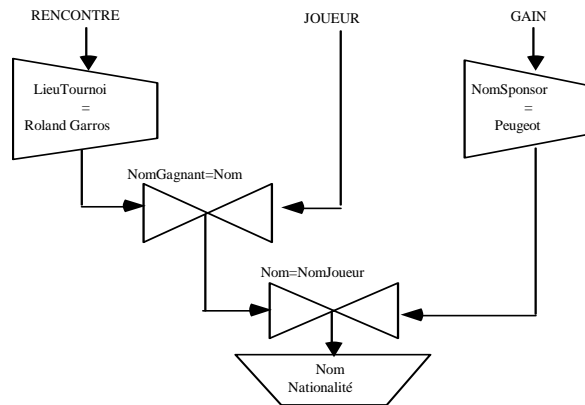 RENCONTRE
JOUEUR
GAIN
LieuTournoi
=
Roland Garros
NomSponsor
=
Peugeot
NomGagnant=Nom
Nom=NomJoueur
Nom
Nationalité